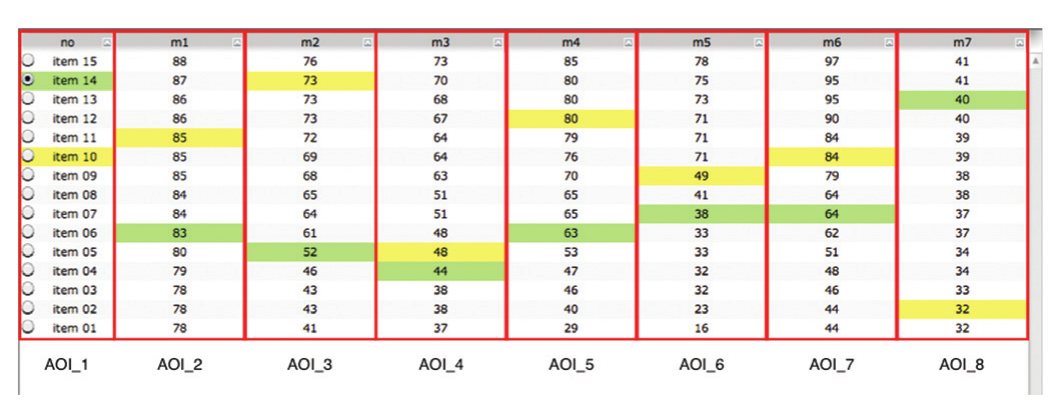 no m1 m2 m3 m4 m5 m6 m7
item 15 88 76 73 85 78 97 41
item 14 87 73 70 80 75 95 41
item 13 86 73 68 80 73 95 40
item 12 86 73 67 80 71 90 40
item 11 85 72 64 79 71 84 39
item 10 85 69 64 76 71 84 39
item 09 85 68 63 70 49 79 38
item 08 84 65 51 65 41 64 38
item 07 84 64 51 65 38 64 37
item 06 83 61 48 63 33 62 37
item 05 80 52 48 53 33 51 34
item 04 79 46 44 47 32 48 34
item 03 78 43 38 46 32 46 33
item 02 78 43 38 40 23 44 32
item 01 78 41 37 29 16 44 32
AOI_1 AOI_2 AOI_3 AOI_4 AOI_5 AOI_6 AOI_7 AOI_8